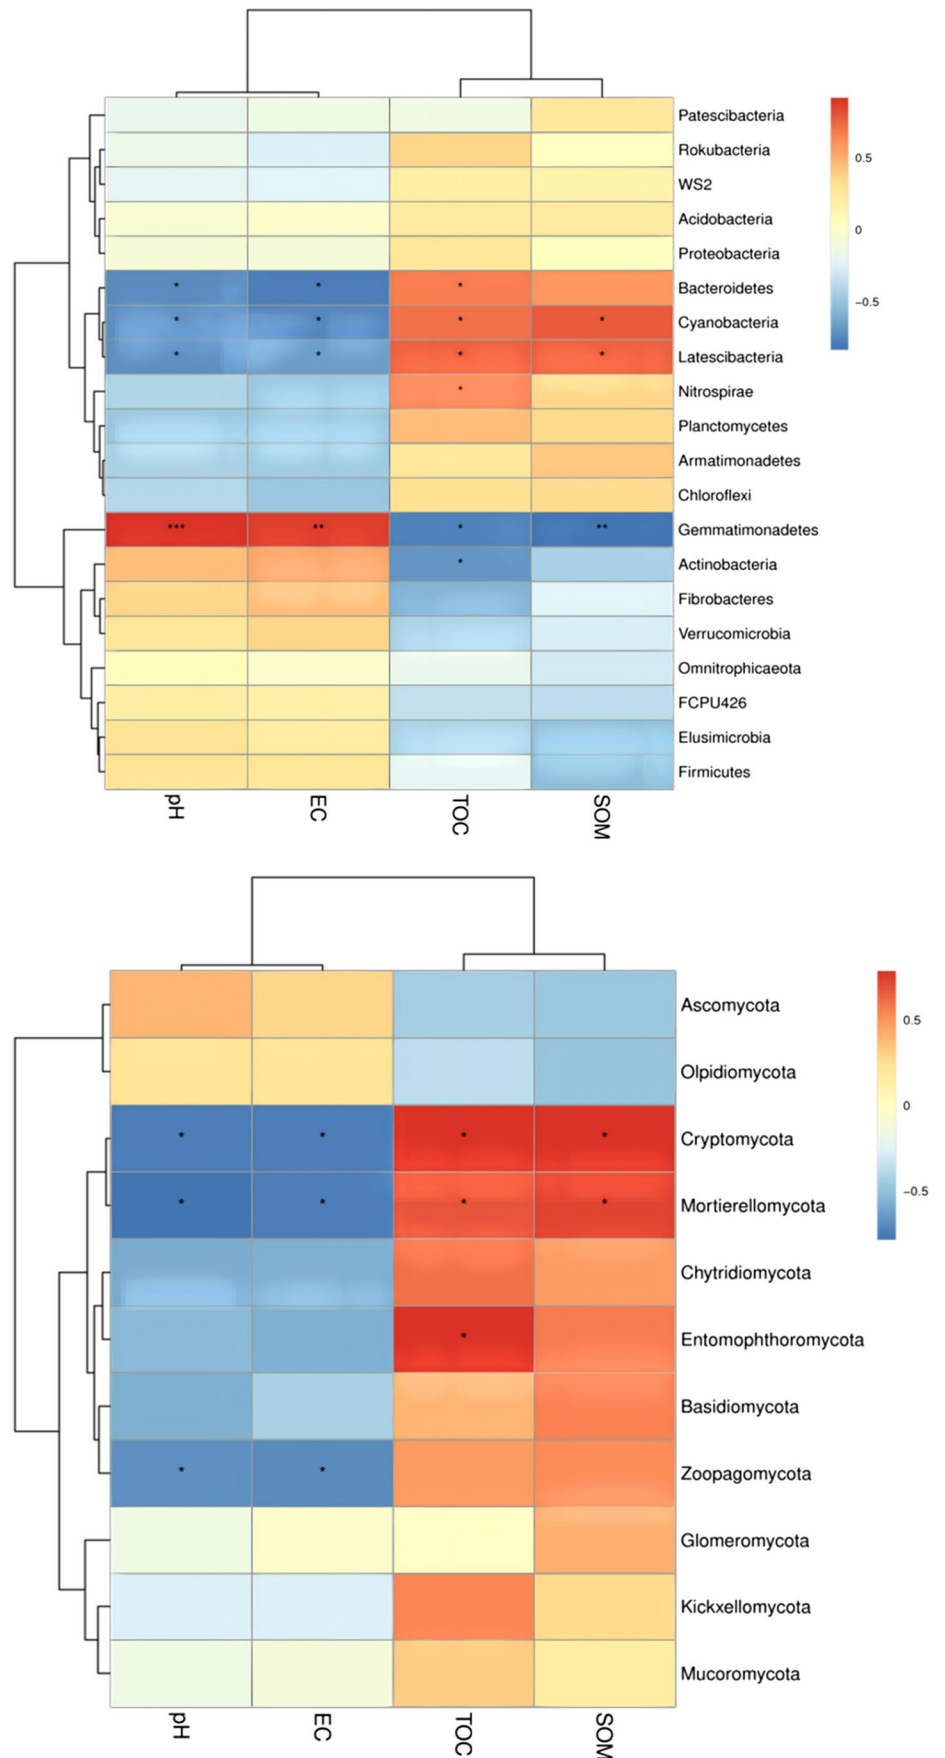 Patescibacteria
0.5
Rokubacteria
WS2
Acidobacteria
0
Proteobacteria
* * * Bacteroidetes
-0.5
* * * * Cyanobacteria
* * * * Latescibacteria
* Nitrospirae
Planctomycetes
Armatimonadetes
Chloroflexi
*** ** * ** Gemmatimonadetes
* Actinobacteria
Fibrobacteres
Verrucomicrobia
Omnitrophicaeota
FCPU426
Elusimicrobia
Firmicutes
pH EC TOC SOM
Ascomycota
0.5
Olpidiomycota
0
* * * * Cryptomycota
-0.5
* * * * Mortierellomycota
Chytridiomycota
* Entomophthoromycota
Basidiomycota
* * Zoopagomycota
Glomeromycota
Kickxellomycota
Mucoromycota
pH EC TOC SOM